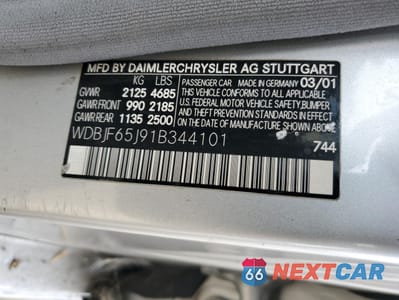 MFD BY DAIMLERCHRYSLER AG STUTTGART
KG LBS
PASSENGER CAR MADE IN GERMANY 03/01
GVWR 2125 4685
GAWR FRONT 990 2185
GAWR REAR 1135 2500
THIS VEHICLE CONFORMS TO ALL APPLICABLE
U.S. FEDERAL MOTOR VEHICLE SAFETY, BUMPER
AND THEFT PREVENTION STANDARDS IN EFFECT
ON THE DATE OF MANUFACTURE SHOWN ABOVE.
WDBJF65J91B344101
744
66 NEXTCAR